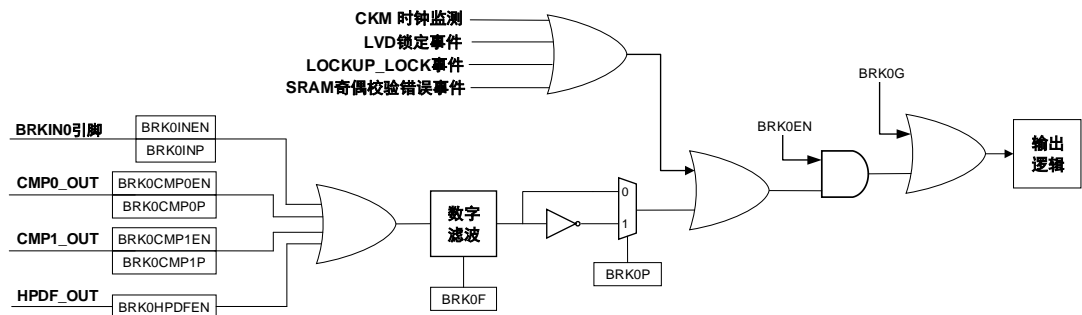 CKM 时钟监测
LVD锁定事件
LOCKUP_LOCK事件
SRAM奇偶校验错误事件
BRK0G
BRK0EN
输出
逻辑
BRKIN0引脚
BRK0INEN
BRK0INP
CMP0_OUT
BRK0CMP0EN
BRK0CMP0P
CMP1_OUT
BRK0CMP1EN
BRK0CMP1P
HPDF_OUT
BRK0HPDFEN
数字
滤波
BRK0F
0
1
BRK0P